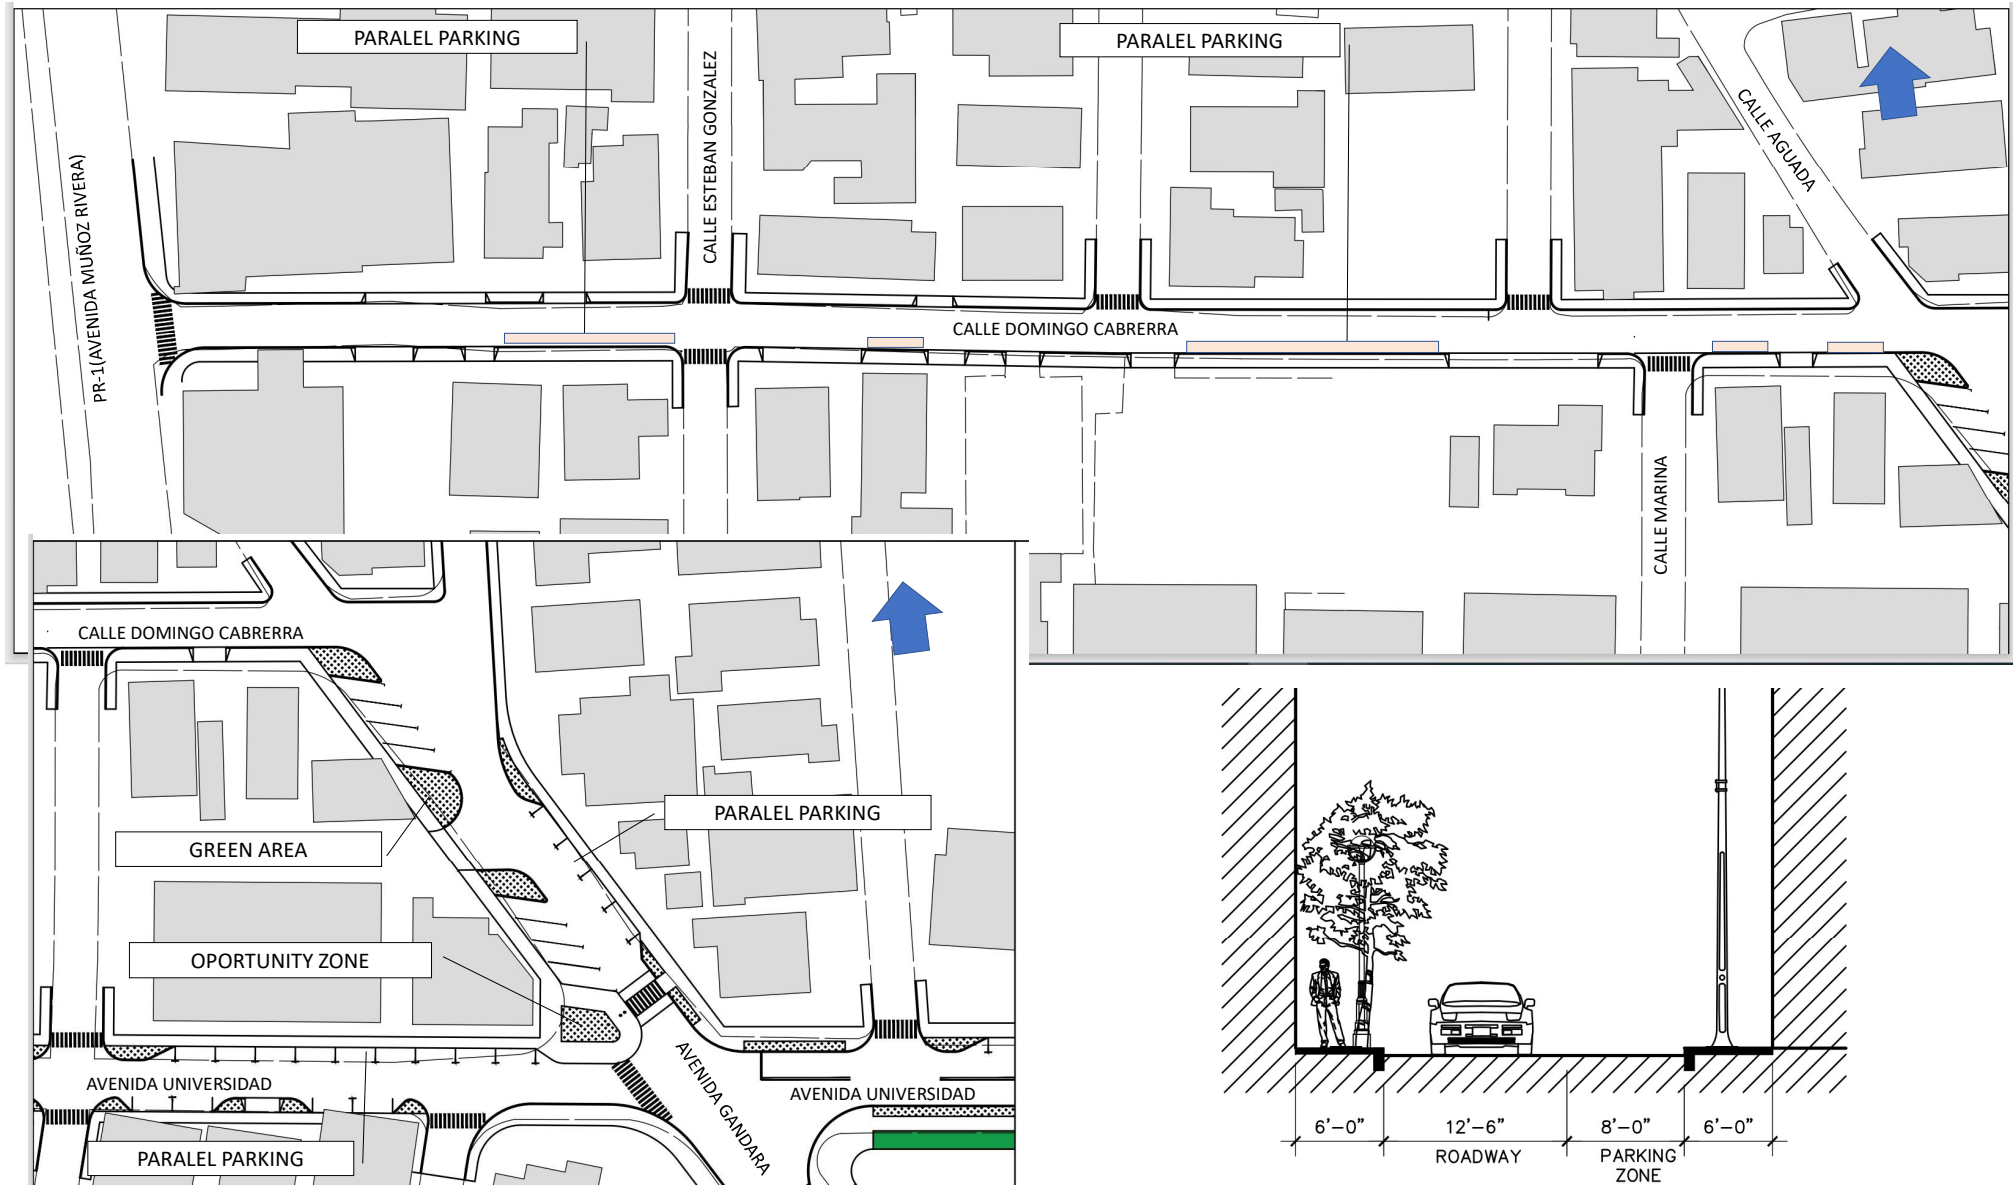 PARALEL PARKING
PARALEL PARKING
CALLE ESTEBAN GONZALEZ
CALLE AGUADA
PR-1(AVENIDA MUÑOZ RIVERA)
CALLE DOMINGO CABRERRA
CALLE MARINA
CALLE DOMINGO CABRERRA
PARALEL PARKING
GREEN AREA
OPORTUNITY ZONE
AVENIDA UNIVERSIDAD
AVENIDA GANDARA
AVENIDA UNIVERSIDAD
PARALEL PARKING
6'-0"
12'-6"
8'-0"
6'-0"
ROADWAY
PARKING
ZONE